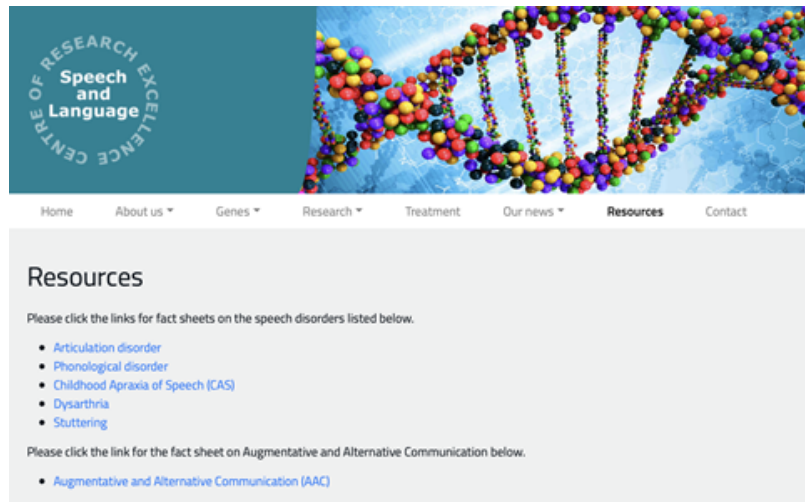 CENTRE OF RESEARCH EXCELLENCE
Speech
and
Language
Home About us Genes Research Treatment Our news Resources Contact
Resources
Please click the links for fact sheets on the speech disorders listed below.
Articulation disorder
Phonological disorder
Childhood Apraxia of Speech (CAS)
Dysarthria
Stuttering
Please click the link for the fact sheet on Augmentative and Alternative Communication below.
Augmentative and Alternative Communication (AAC)